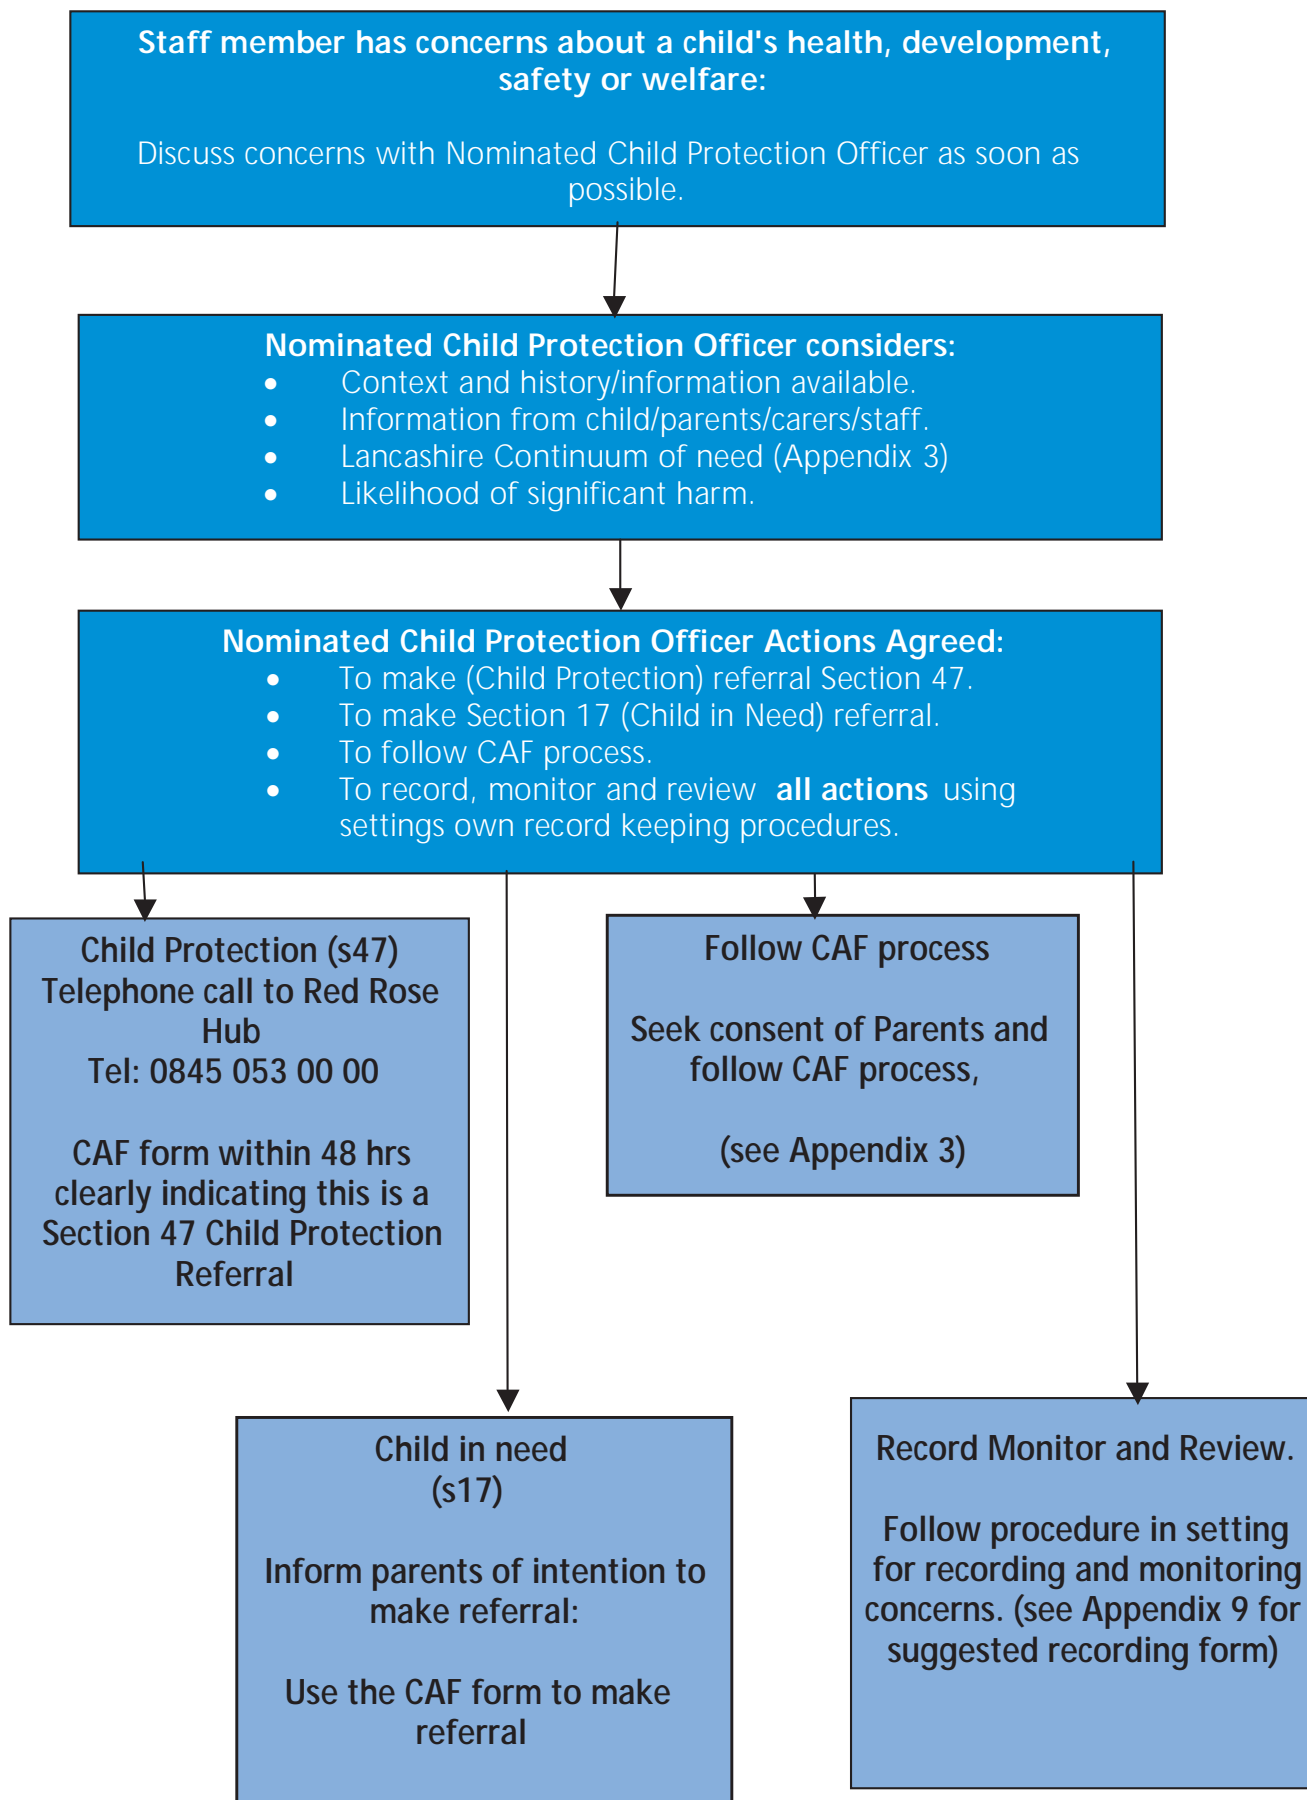 Staff member has concerns about a child's health, development,
safety or welfare:
Discuss concerns with Nominated Child Protection Officer as soon as
possible.
Nominated Child Protection Officer considers:
• Context and history/information available.
• Information from child/parents/carers/staff.
• Lancashire Continuum of need (Appendix 3)
• Likelihood of significant harm.
Nominated Child Protection Officer Actions Agreed:
• To make (Child Protection) referral Section 47.
• To make Section 17 (Child in Need) referral.
• To follow CAF process.
• To record, monitor and review all actions using
settings own record keeping procedures.
Child Protection (s47)
Telephone call to Red Rose
Hub
Tel: 0845 053 00 00
CAF form within 48 hrs
clearly indicating this is a
Section 47 Child Protection
Referral
Follow CAF process
Seek consent of Parents and
follow CAF process,
(see Appendix 3)
Child in need
(s17)
Inform parents of intention to
make referral:
Use the CAF form to make
referral
Record Monitor and Review.
Follow procedure in setting
for recording and monitoring
concerns. (see Appendix 9 for
suggested recording form)